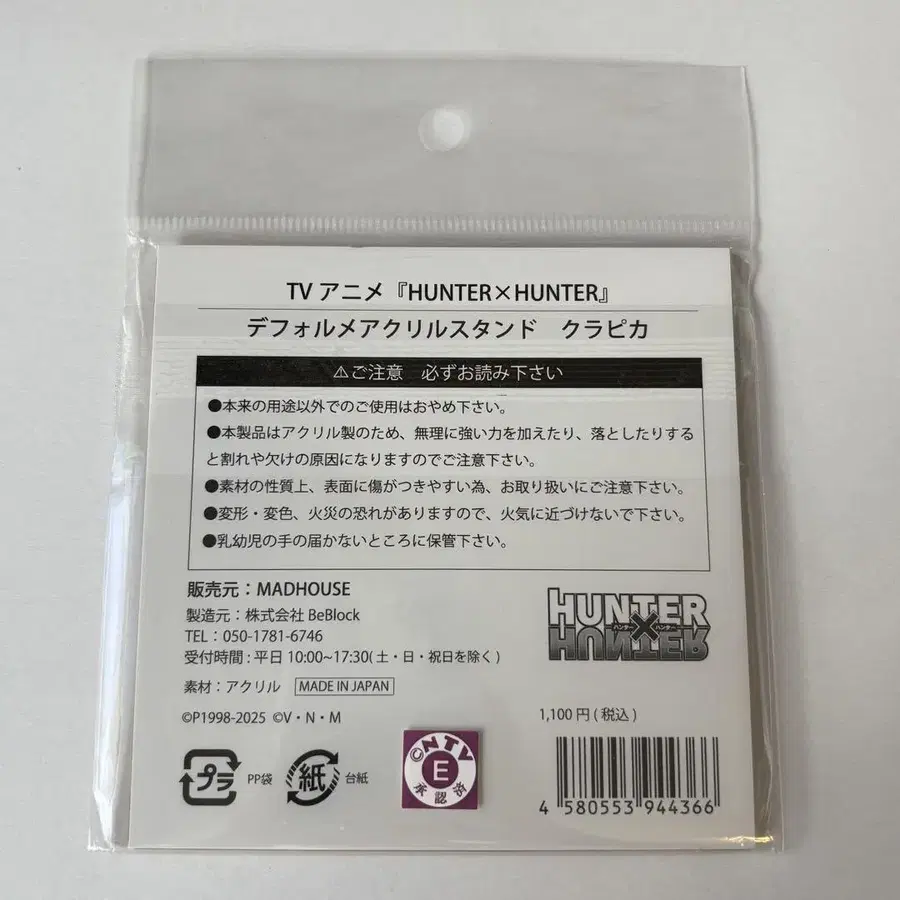 TV アニメ『HUNTER×HUNTER』
デフォルメアクリルスタンド　クラピカ
⚠ご注意　必ずお読み下さい
●本来の用途以外でのご使用はおやめ下さい。
●本製品はアクリル製のため、無理に強い力を加えたり、落としたりする
と割れや欠けの原因になりますのでご注意下さい。
●素材の性質上、表面に傷がつきやすい為、お取り扱いにご注意下さい。
●変形・変色、火災の恐れがありますので、火気に近づけないで下さい。
●乳幼児の手の届かないところに保管下さい。
販売元：MADHOUSE
製造元：株式会社 BeBlock
TEL：050-1781-6746
受付時間：平日 10:00~17:30( 土・日・祝日を除く )
素材：アクリル　MADE IN JAPAN
©P1998-2025 ©V・N・M
HUNTER
ハンター×ハンター
HUNTER
1,100 円 ( 税込 )
プラ PP袋
紙 台紙
©NTV
E
承認済
4 580553 944366